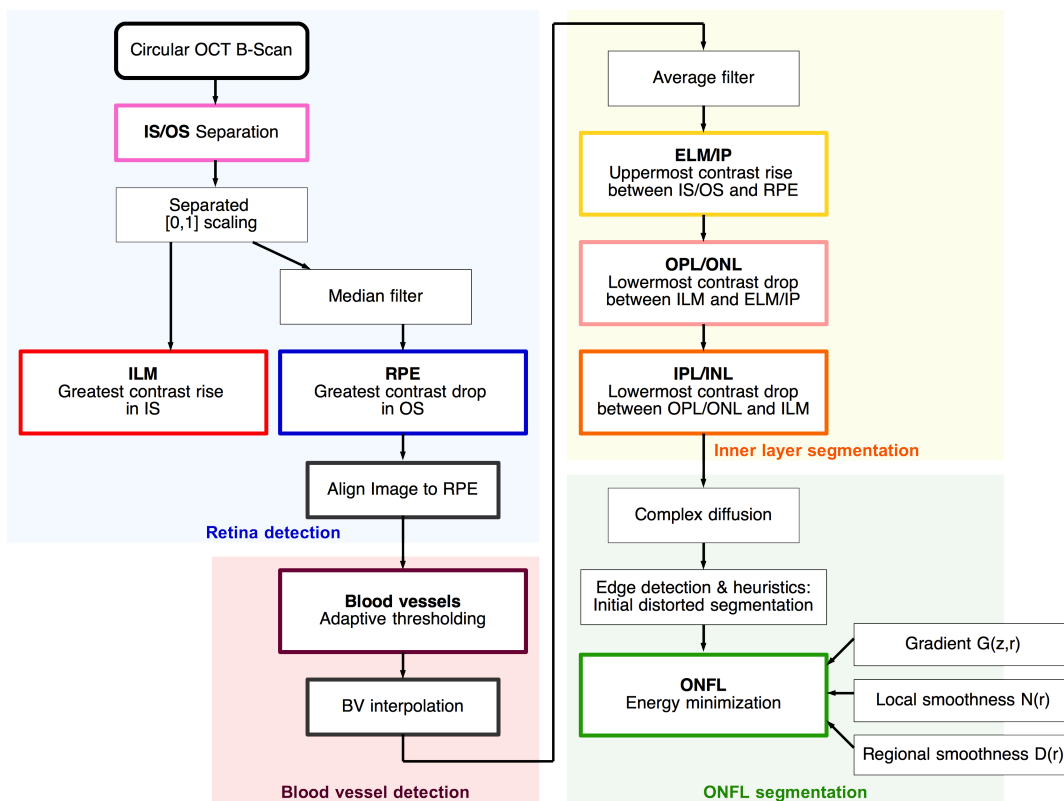 Circular OCT B-Scan
IS/OS Separation
Separated
[0,1] scaling
Median filter
ILM
Greatest contrast rise
in IS
RPE
Greatest contrast drop
in OS
Align Image to RPE
Retina detection
Blood vessels
Adaptive thresholding
BV interpolation
Blood vessel detection
Average filter
ELM/IP
Uppermost contrast rise
between IS/OS and RPE
OPL/ONL
Lowermost contrast drop
between ILM and ELM/IP
IPL/INL
Lowermost contrast drop
between OPL/ONL and ILM
Inner layer segmentation
Complex diffusion
Edge detection & heuristics:
Initial distorted segmentation
ONFL
Energy minimization
Gradient G(z,r)
Local smoothness N(r)
Regional smoothness D(r)
ONFL segmentation